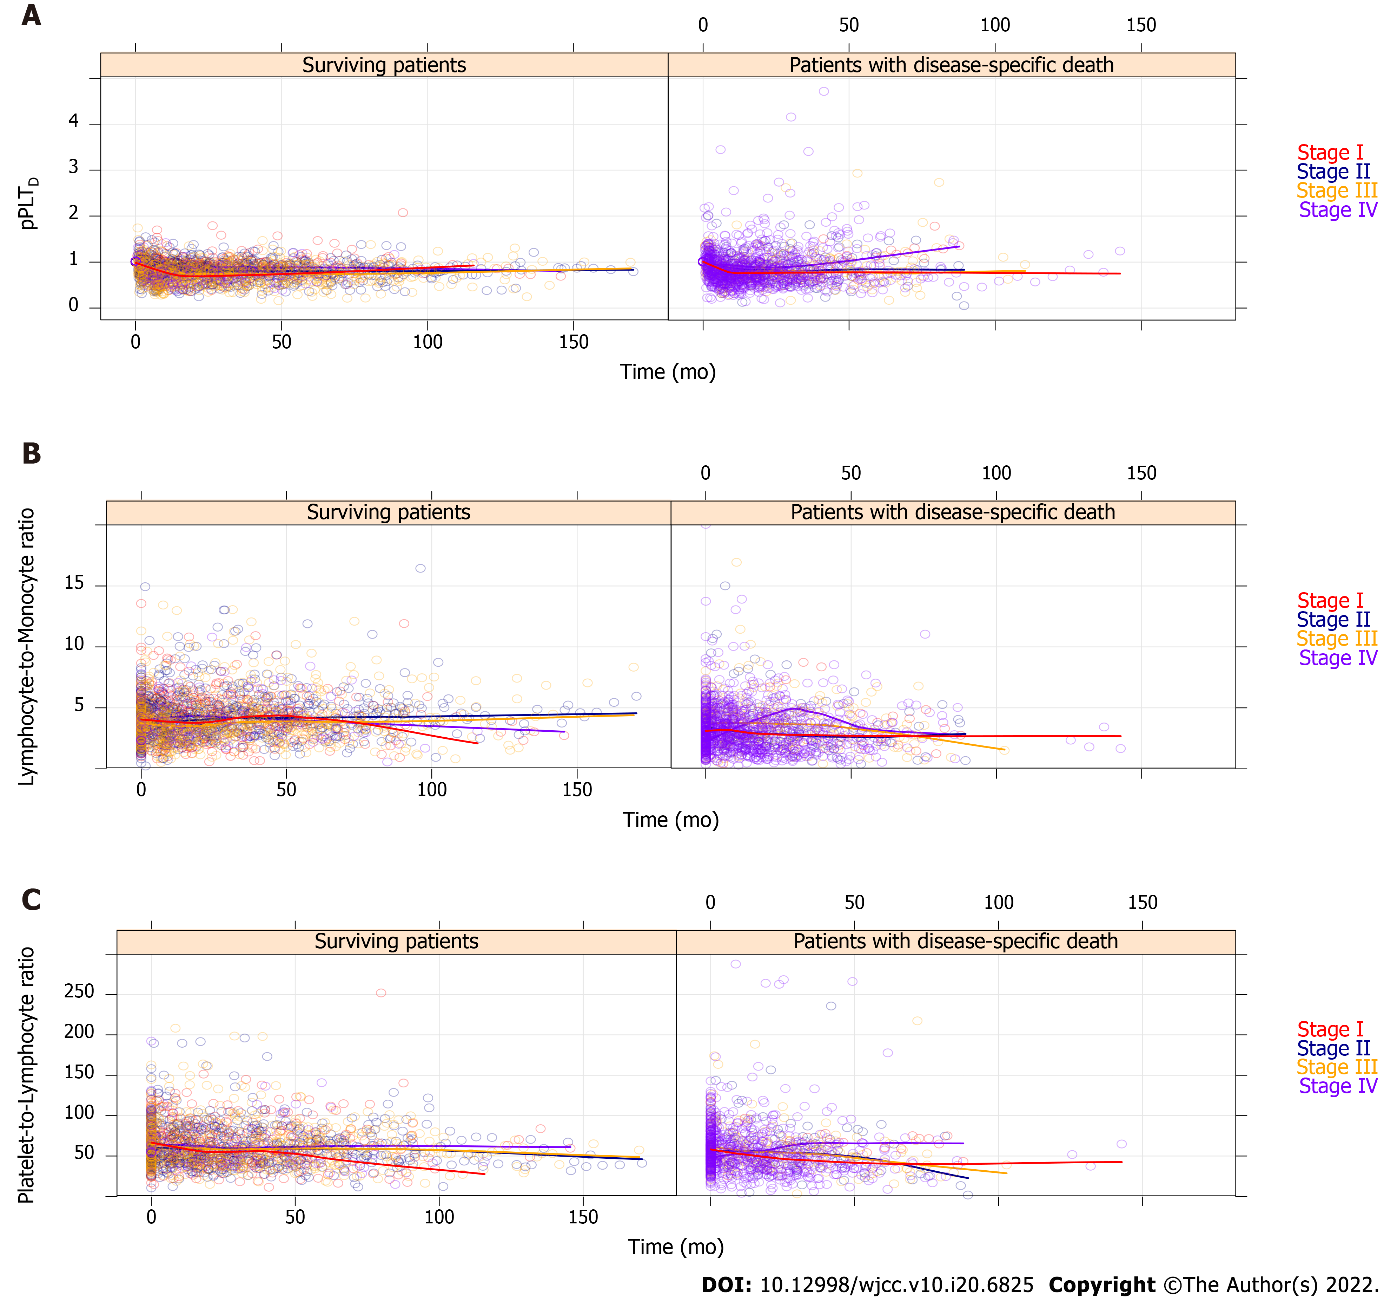 A
0 50 100 150
Surviving patients Patients with disease-specific death
4
3
2
1
0
pPLTD
Stage I
Stage II
Stage III
Stage IV
0 50 100 150
Time (mo)
B
0 50 100 150
Surviving patients Patients with disease-specific death
15
10
5
Lymphocyte-to-Monocyte ratio
Stage I
Stage II
Stage III
Stage IV
0 50 100 150
Time (mo)
C
0 50 100 150
Surviving patients Patients with disease-specific death
250
200
150
100
50
Platelet-to-Lymphocyte ratio
Stage I
Stage II
Stage III
Stage IV
0 50 100 150
Time (mo)
DOI: 10.12998/wjcc.v10.i20.6825 Copyright ©The Author(s) 2022.